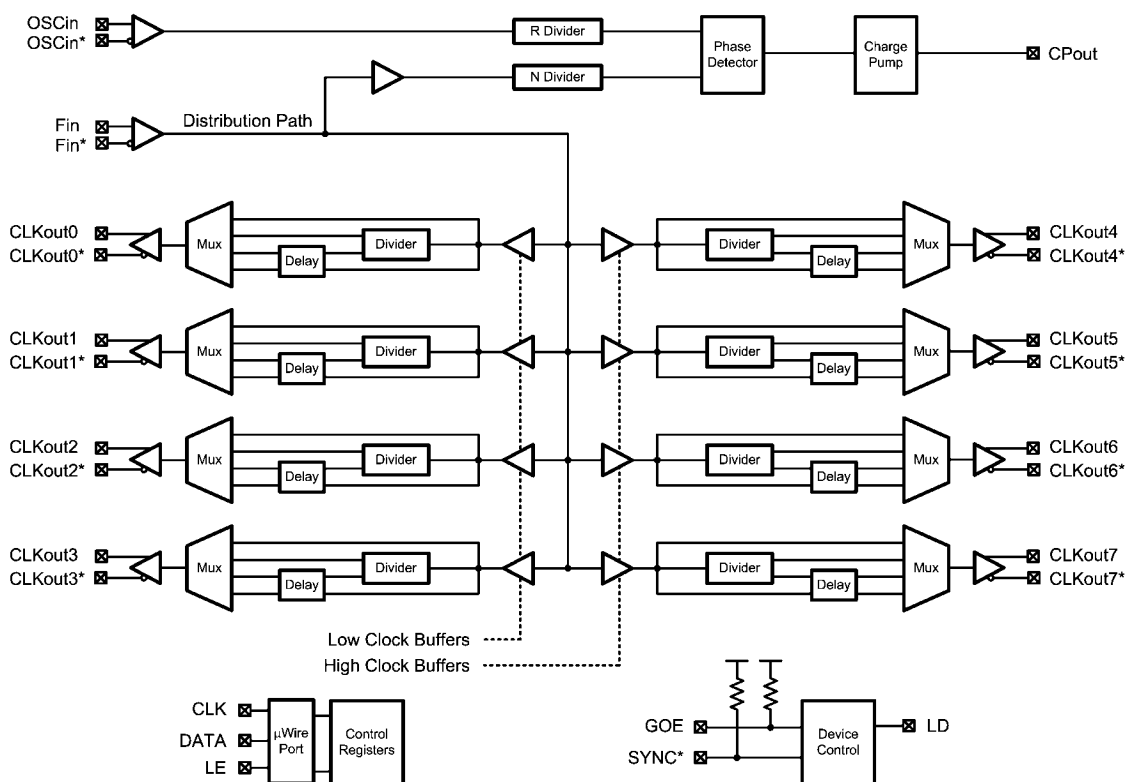 OSCin
OSCin*
R Divider
N Divider
Phase
Detector
Charge
Pump
CPout
Fin
Fin*
Distribution Path
CLKout0
CLKout0*
Mux
Delay
Divider
Divider
Delay
Mux
CLKout4
CLKout4*
CLKout1
CLKout1*
Mux
Delay
Divider
Divider
Delay
Mux
CLKout5
CLKout5*
CLKout2
CLKout2*
Mux
Delay
Divider
Divider
Delay
Mux
CLKout6
CLKout6*
CLKout3
CLKout3*
Mux
Delay
Divider
Divider
Delay
Mux
CLKout7
CLKout7*
Low Clock Buffers
High Clock Buffers
CLK
DATA
LE
µWire
Port
Control
Registers
GOE
SYNC*
Device
Control
LD